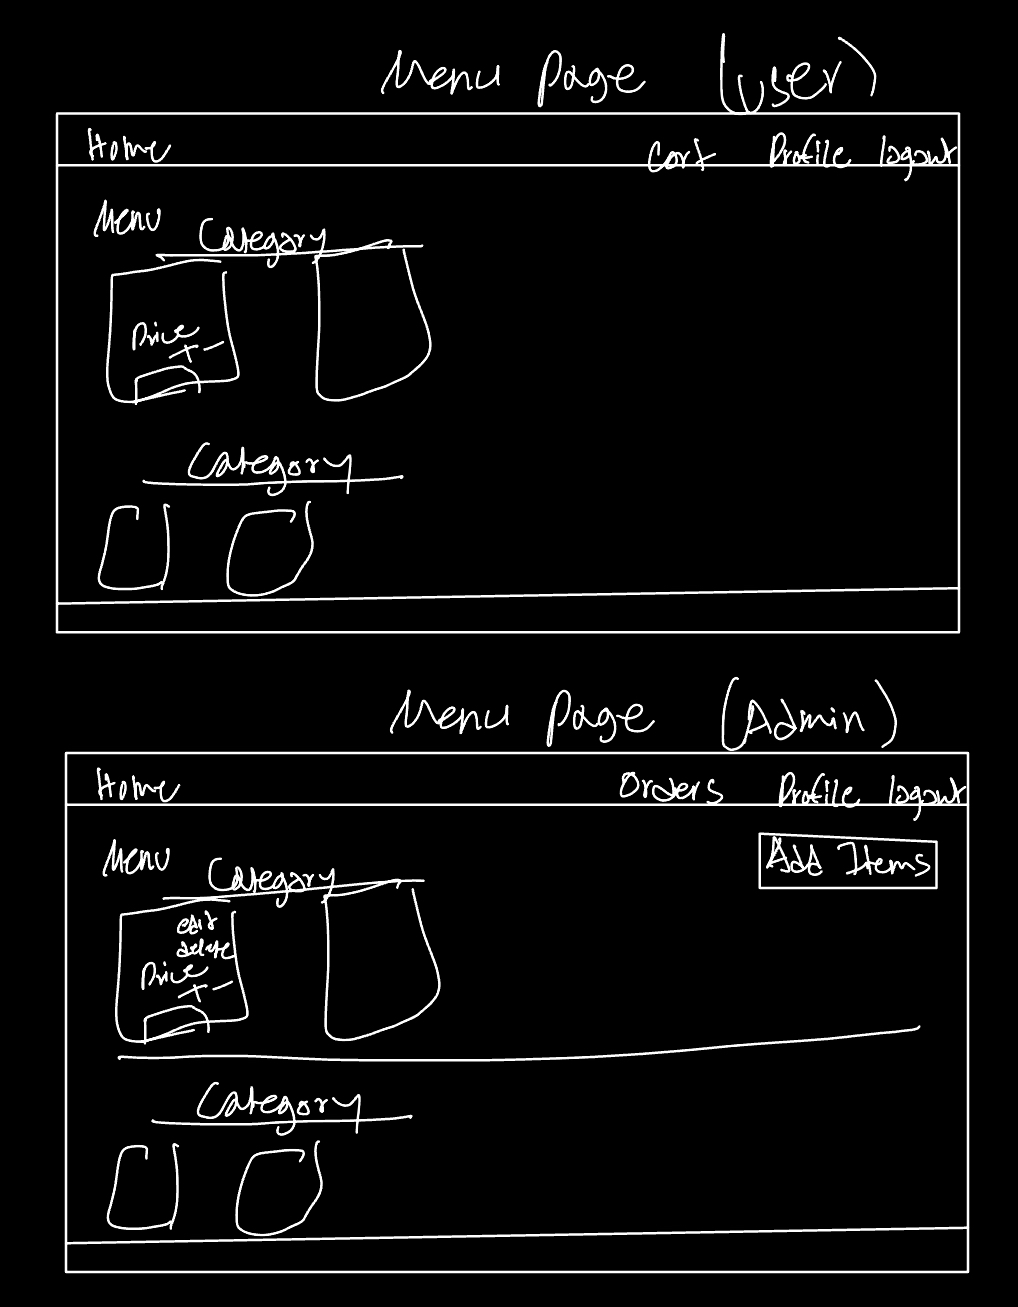 Menu Page (user)
Home Cart Profile logout
Menu
Category
Price
+ -
Category
Menu Page (Admin)
Home Orders Profile logout
Menu
Add Items
Category
edit
delete
Price
+ -
Category